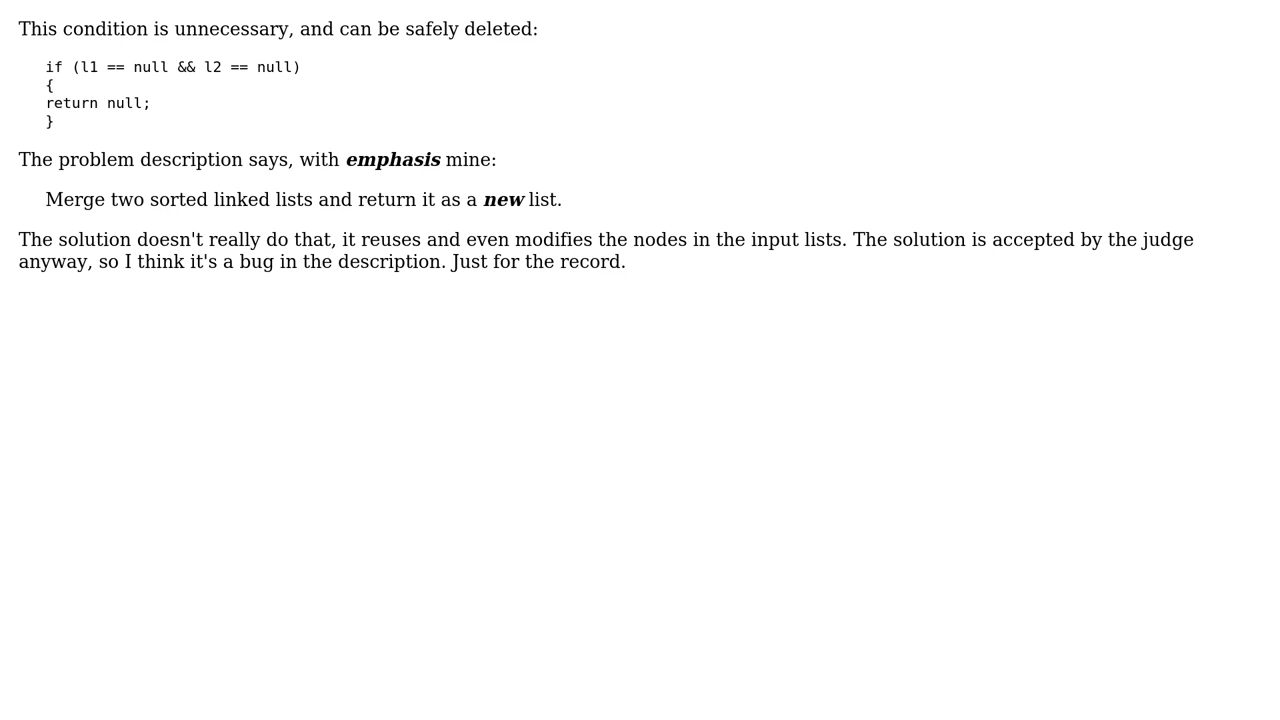 This condition is unnecessary, and can be safely deleted:
if (l1 == null && l2 == null)
{
return null;
}
The problem description says, with emphasis mine:
Merge two sorted linked lists and return it as a new list.
The solution doesn't really do that, it reuses and even modifies the nodes in the input lists. The solution is accepted by the judge
anyway, so I think it's a bug in the description. Just for the record.